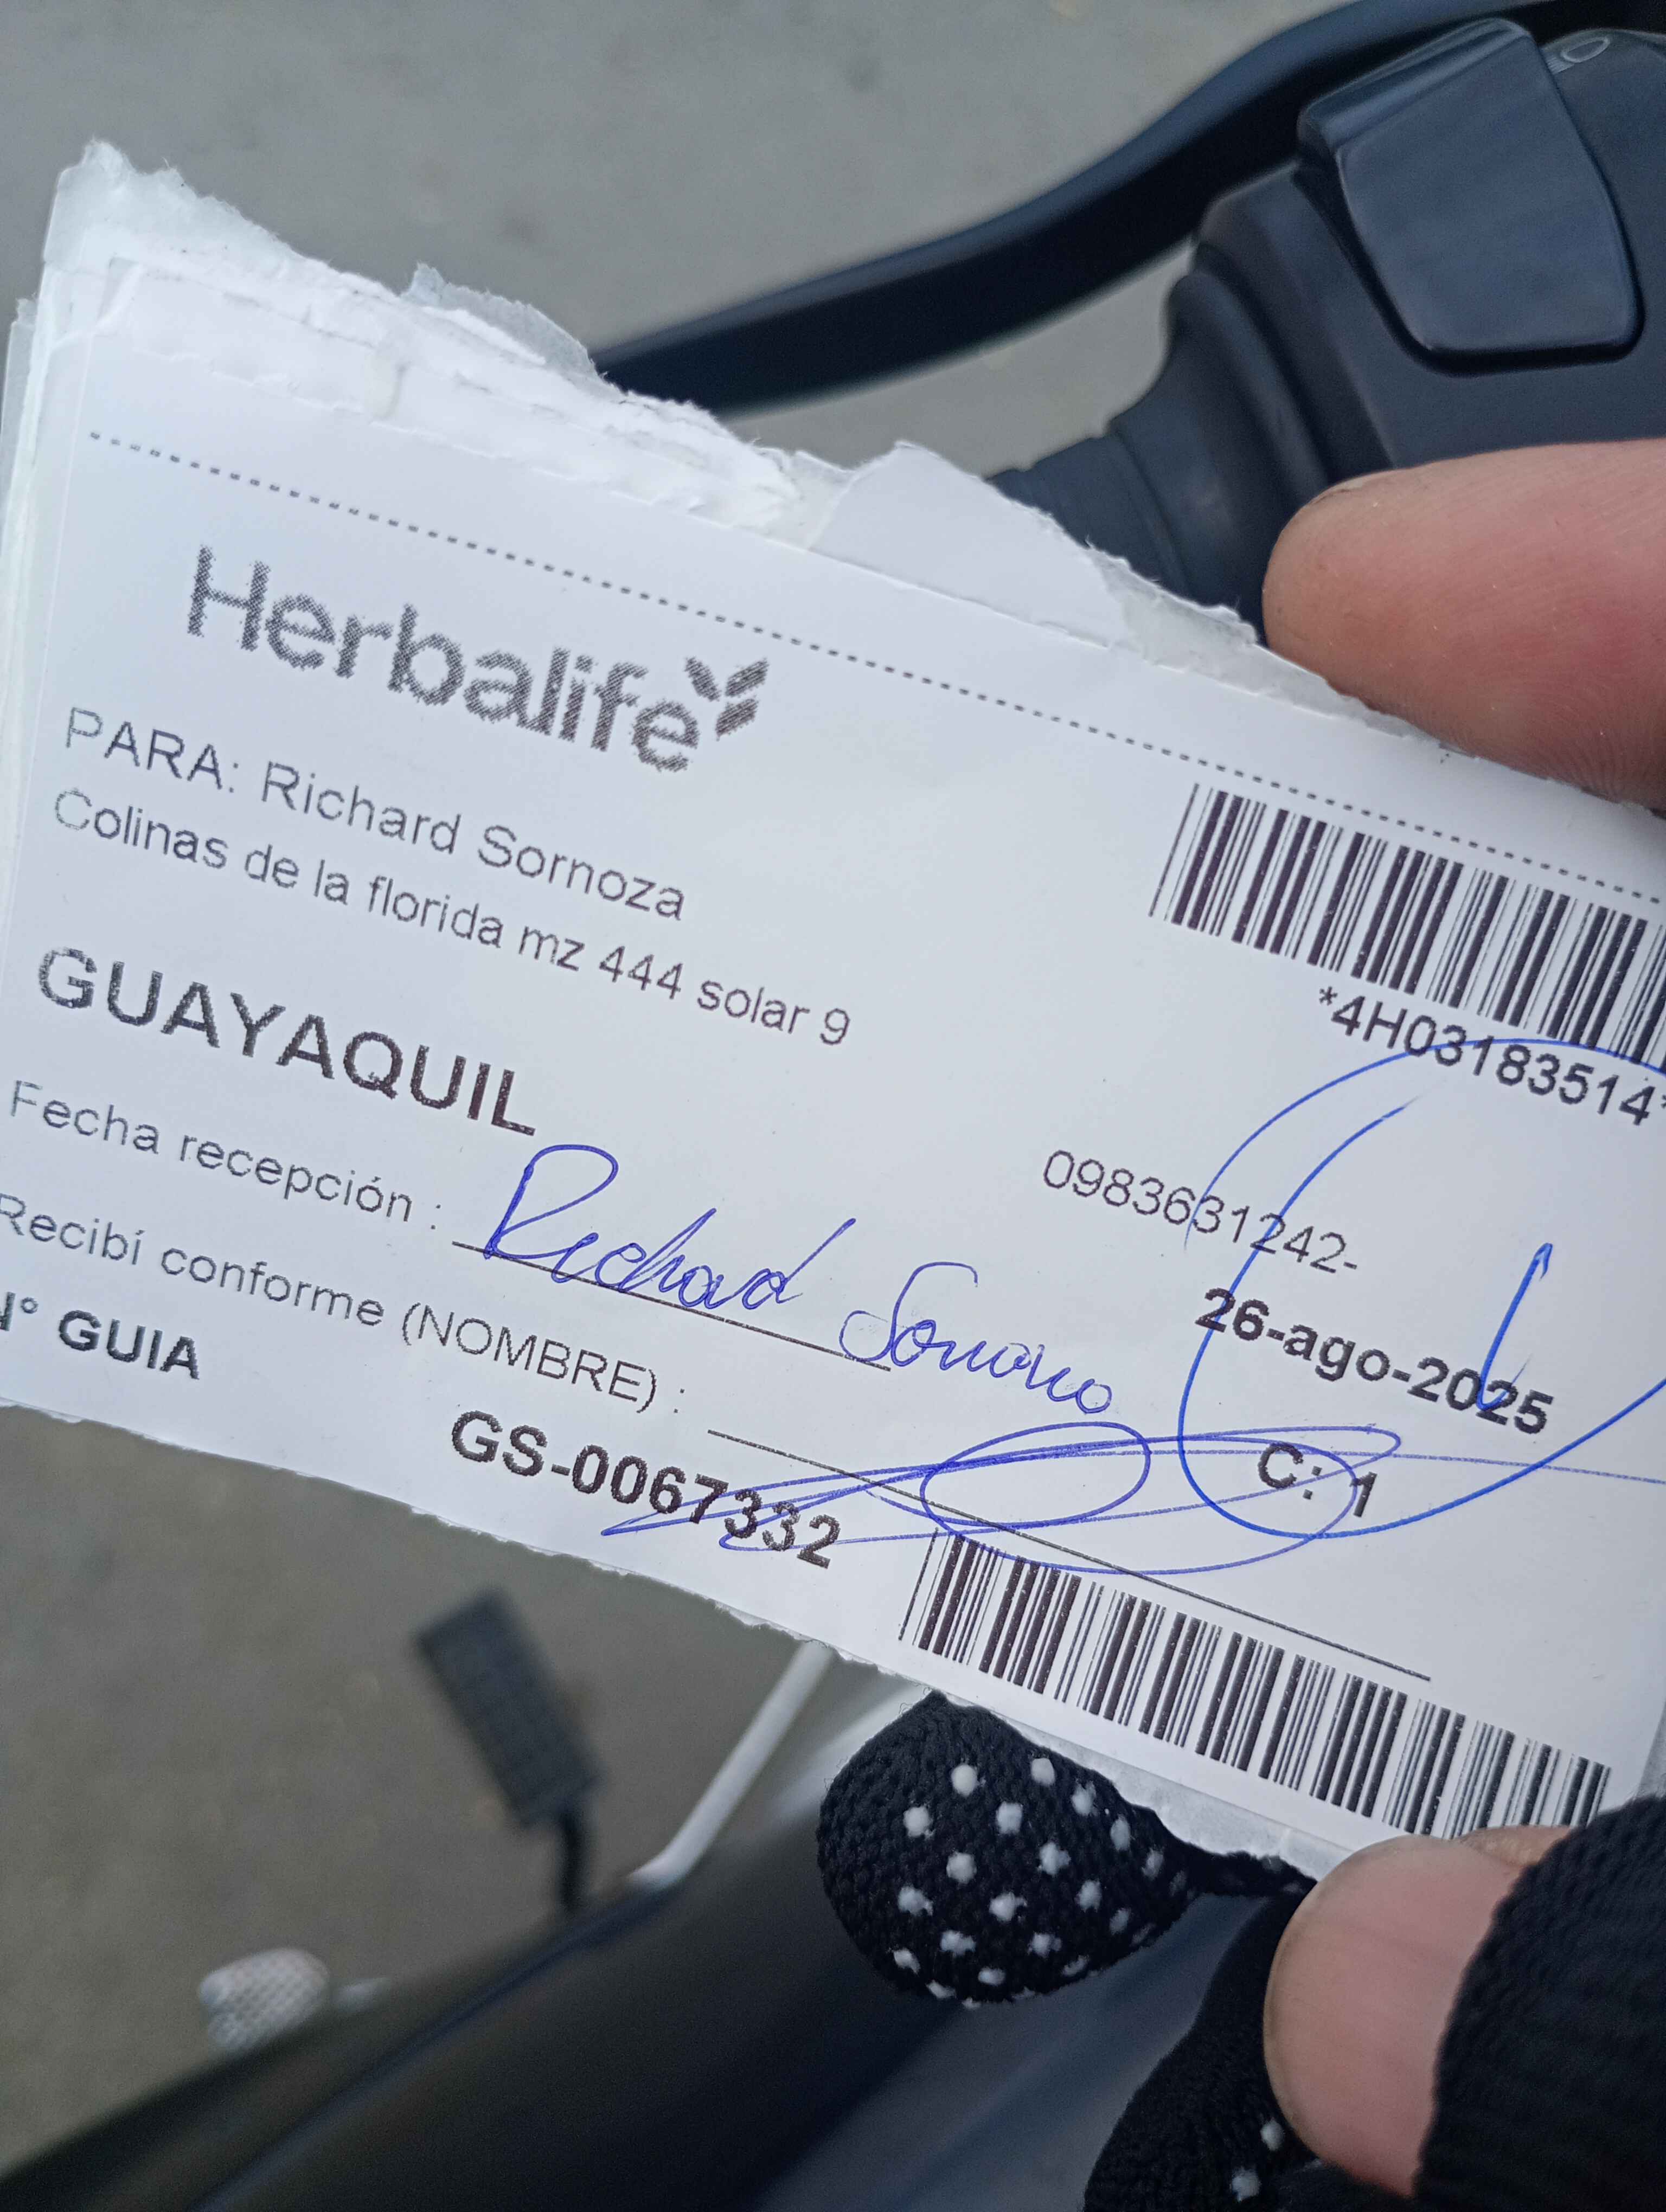 Herbalife
PARA: Richard Sornoza
Colinas de la florida mz 444 solar 9
*4H03183514*
GUAYAQUIL
0983631242-
Fecha recepción : Richard
26-ago-2025
Recibí conforme (NOMBRE) :
C: 1
N° GUIA
GS-0067332